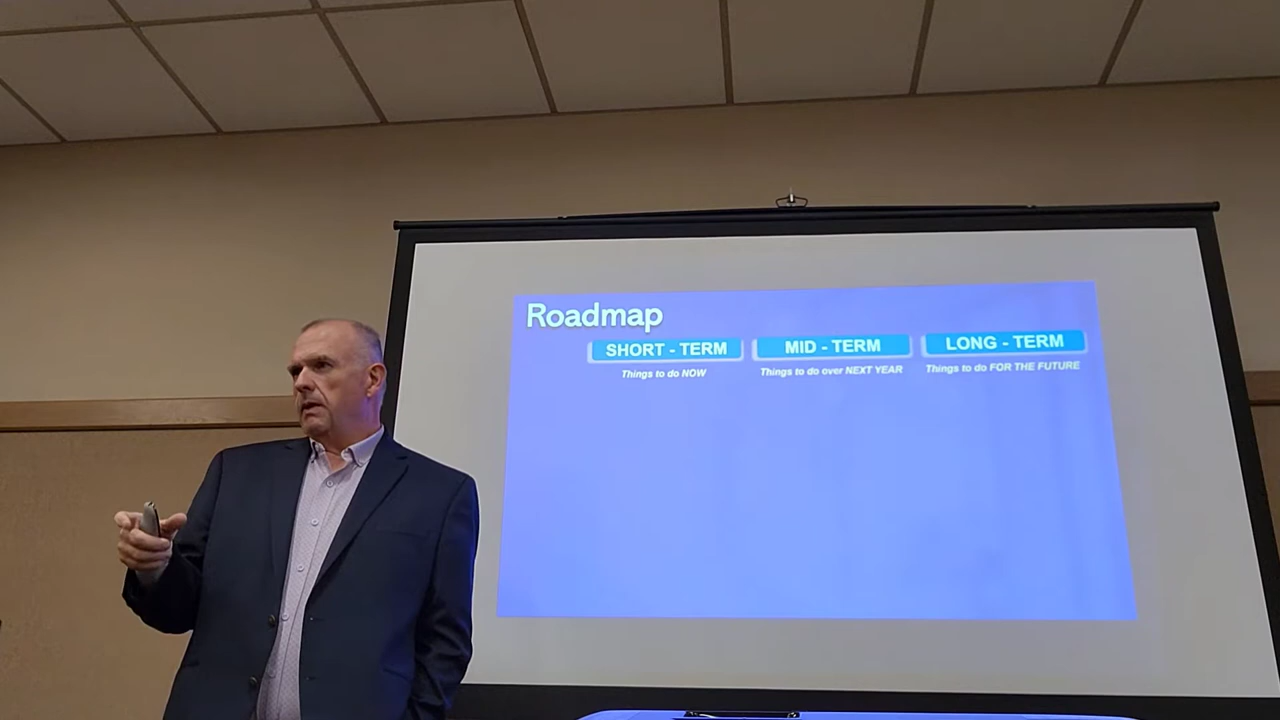 Roadmap
SHORT - TERM
MID - TERM
LONG - TERM
Things to do NOW
Things to do over NEXT YEAR
Things to do FOR THE FUTURE